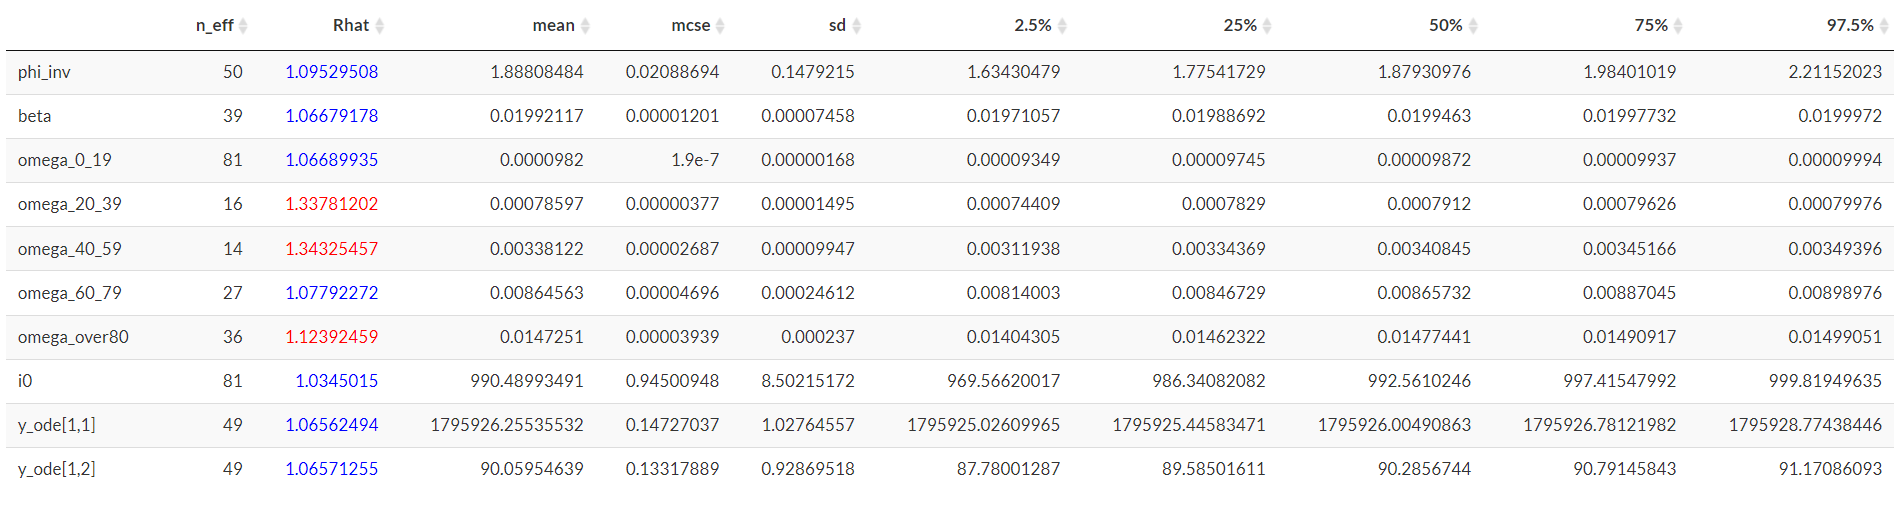 n_eff Rhat mean mcse sd 2.5% 25% 50% 75% 97.5%
phi_inv 50 1.09529508 1.88808484 0.02088694 0.1479215 1.63430479 1.77541729 1.87930976 1.98401019 2.21152023
beta 39 1.06679178 0.01992117 0.00001201 0.00007458 0.01971057 0.01988692 0.0199463 0.01997732 0.0199972
omega_0_19 81 1.06689935 0.0000982 1.9e-7 0.00000168 0.00009349 0.00009745 0.00009872 0.00009937 0.00009994
omega_20_39 16 1.33781202 0.00078597 0.00000377 0.00001495 0.00074409 0.0007829 0.0007912 0.00079626 0.00079976
omega_40_59 14 1.34325457 0.00338122 0.00002687 0.00009947 0.00311938 0.00334369 0.00340845 0.00345166 0.00349396
omega_60_79 27 1.07792272 0.00864563 0.00004696 0.00024612 0.00814003 0.00846729 0.00865732 0.00887045 0.00898976
omega_over80 36 1.12392459 0.0147251 0.00003939 0.000237 0.01404305 0.01462322 0.01477441 0.01490917 0.01499051
i0 81 1.0345015 990.48993491 0.94500948 8.50215172 969.56620017 986.34082082 992.5610246 997.41547992 999.81949635
y_ode[1,1] 49 1.06562494 1795926.25535532 0.14727037 1.02764557 1795925.02609965 1795925.44583471 1795926.00490863 1795926.78121982 1795928.77438446
y_ode[1,2] 49 1.06571255 90.05954639 0.13317889 0.92869518 87.78001287 89.58501611 90.2856744 90.79145843 91.17086093